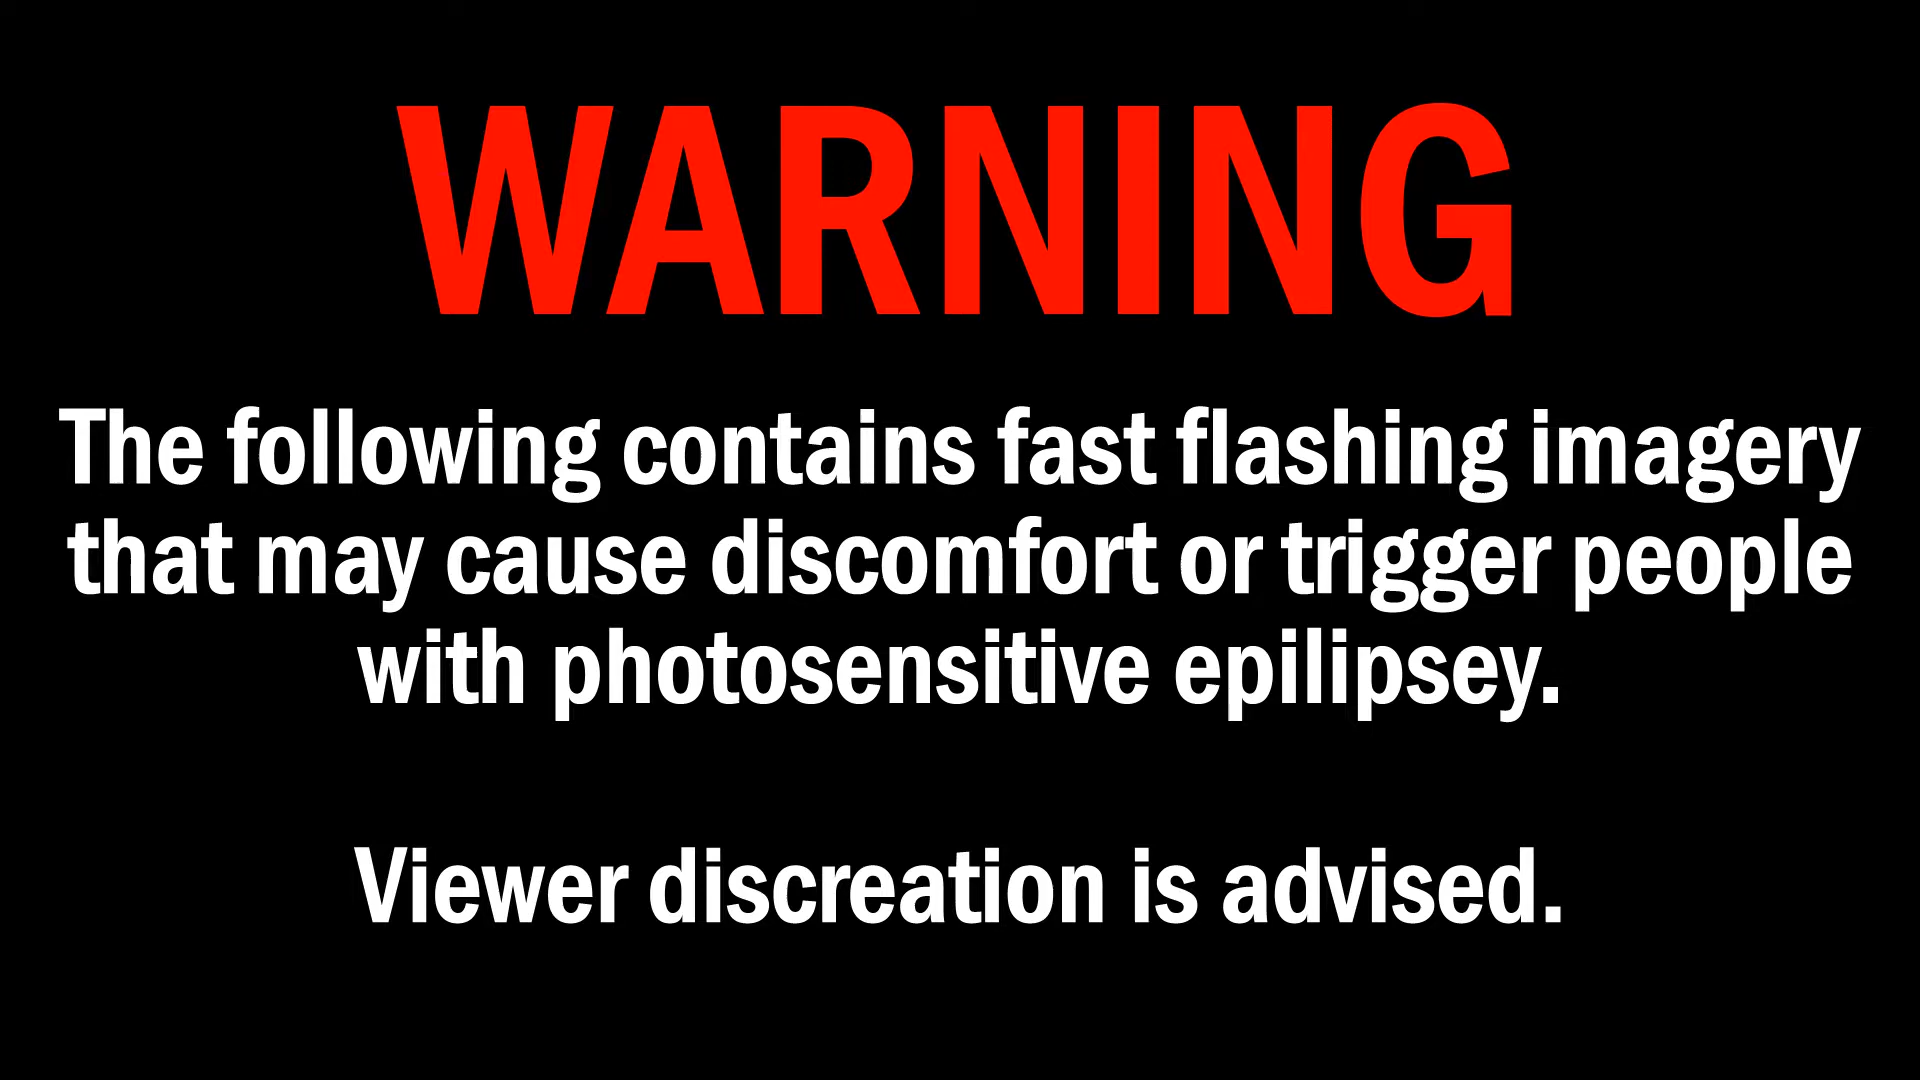 WARNING
The following contains fast flashing imagery
that may cause discomfort or trigger people
with photosensitive epilipsey.
Viewer discreation is advised.